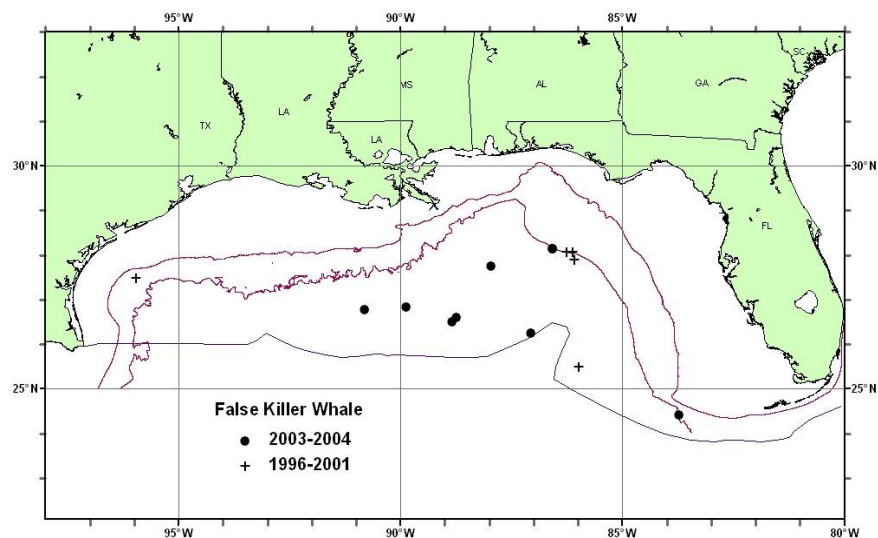 95°W 90°W 85°W 80°W
SC
MS AL GA
LA
TX
LA
30°N 30°N
FL
25°N 25°N
False Killer Whale
2003-2004
1996-2001
95°W 90°W 85°W 80°W